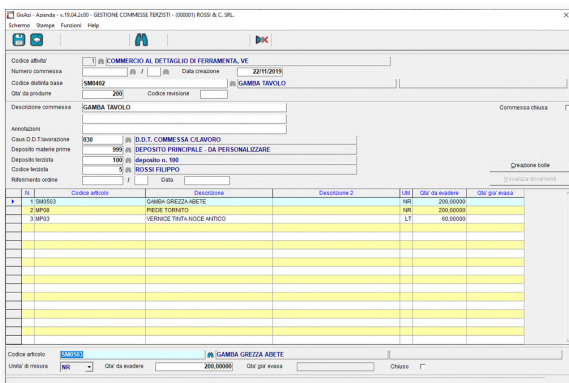 GisAzi - Azienda - v.19.04.2c00 - GESTIONE COMMESSE TERZISTI - (000001) ROSSI & C. SRL.
Schermo Stampe Funzioni Help
Codice attivita' 1 COMMERCIO AL DETTAGLIO DI FERRAMENTA, VE
Numero commessa / Data creazione 22/11/2019
Codice distinta base SM0402 GAMBA TAVOLO
Qta' da produrre 200 Codice revisione
Descrizione commessa GAMBA TAVOLO Commessa chiusa
Annotazioni
Caus.D.D.T.lavorazione 030 D.D.T. COMMESSA C/LAVORO
Deposito materie prime 999 DEPOSITO PRINCIPALE - DA PERSONALIZZARE
Deposito terzista 100 deposito n. 100
Codice terzista 5 ROSSI FILIPPO Creazione bolle
Riferimento ordine / Data Visualizza documenti
N. Codice articolo Descrizione Descrizione 2 UM Qta' da evadere Qta' gia' evasa
1 SM0503 GAMBA GREZZA ABETE NR 200,00000
2 MP08 PIEDE TORNITO NR 200,00000
3 MP03 VERNICE TINTA NOCE ANTICO LT 60,00000
Codice articolo SM0503 GAMBA GREZZA ABETE
Unita' di misura NR Qta' da evadere 200,00000 Qta' gia' evasa Chiuso